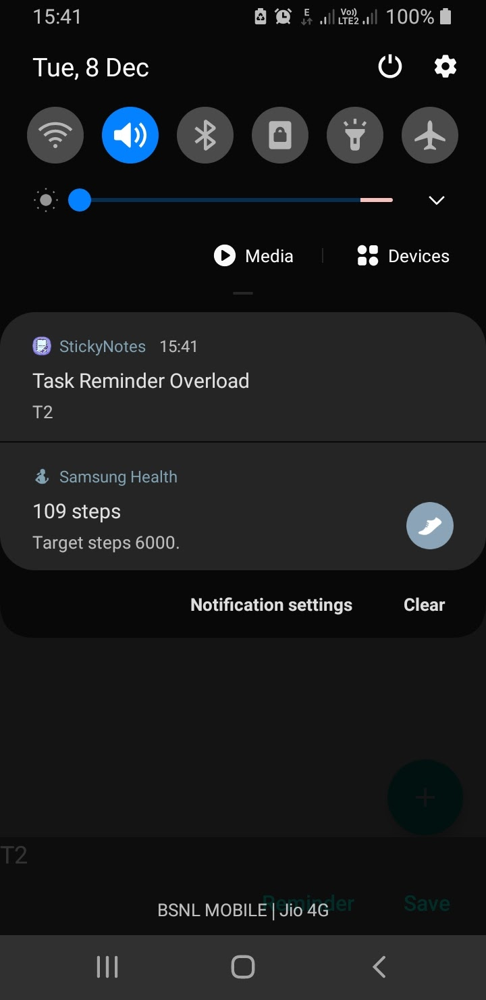 15:41 E Vo)) LTE2 100%
Tue, 8 Dec
Media Devices
StickyNotes 15:41
Task Reminder Overload
T2
Samsung Health
109 steps
Target steps 6000.
Notification settings Clear
T2
Reminder Save
BSNL MOBILE | Jio 4G